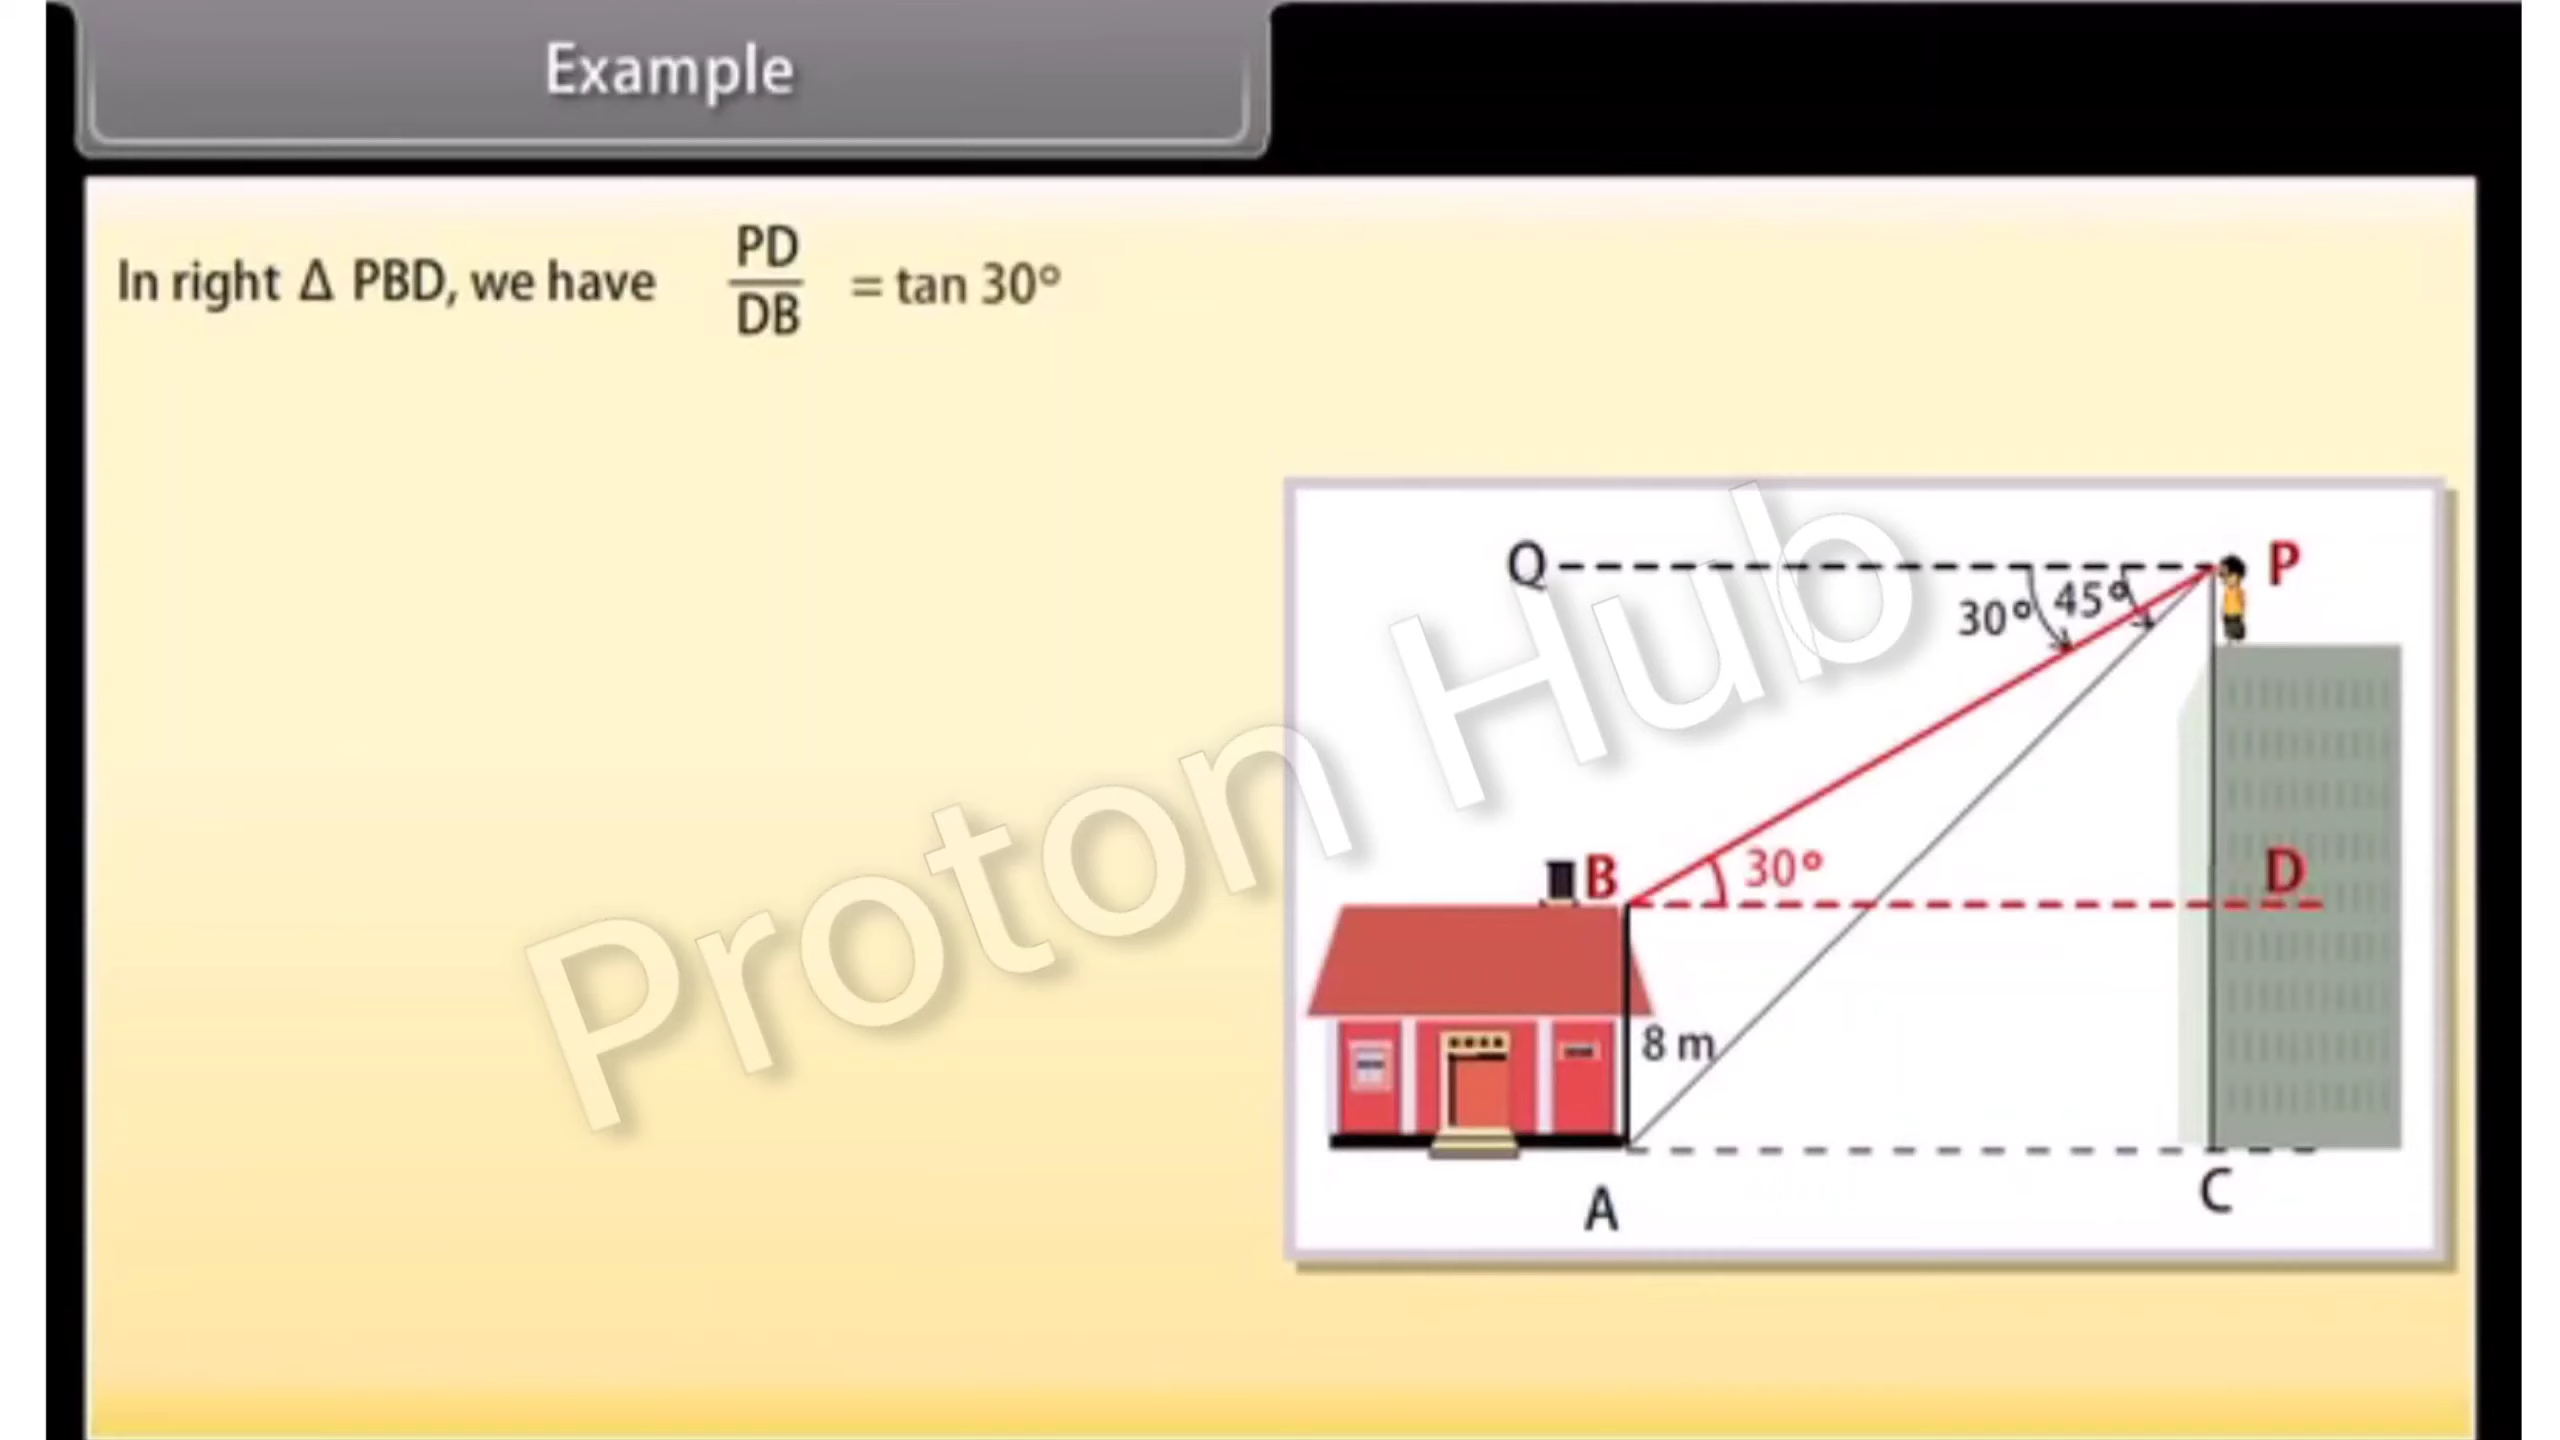 Example
In right Δ PBD, we have PD/DB = tan 30°
Q
P
30° 45°
B
30°
D
8 m
A
C
Proton Hub